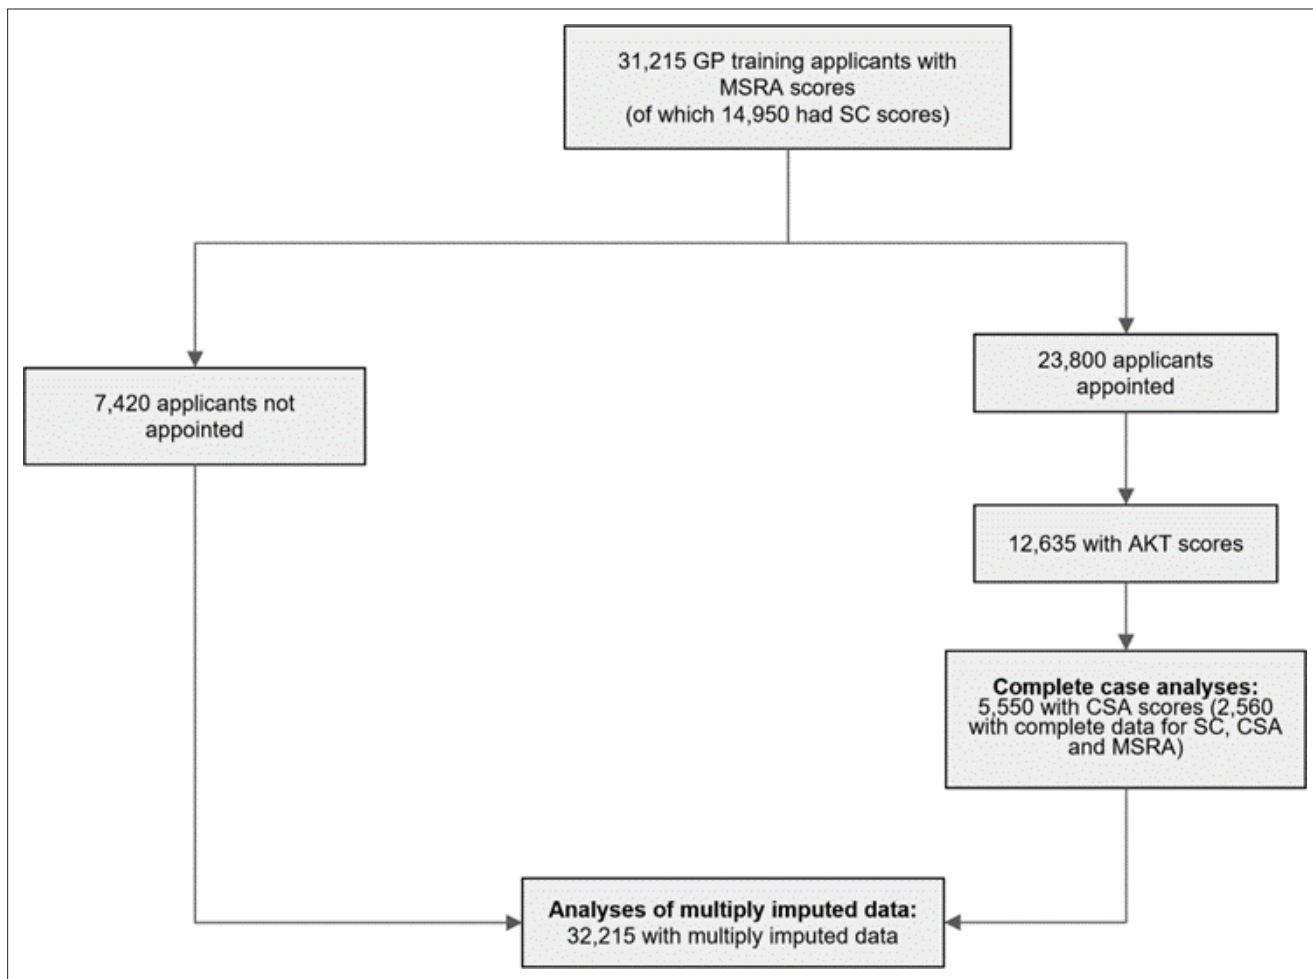 31,215 GP training applicants with
MSRA scores
(of which 14,950 had SC scores)
7,420 applicants not
appointed
23,800 applicants
appointed
12,635 with AKT scores
Complete case analyses:
5,550 with CSA scores (2,560
with complete data for SC, CSA
and MSRA)
Analyses of multiply imputed data:
32,215 with multiply imputed data